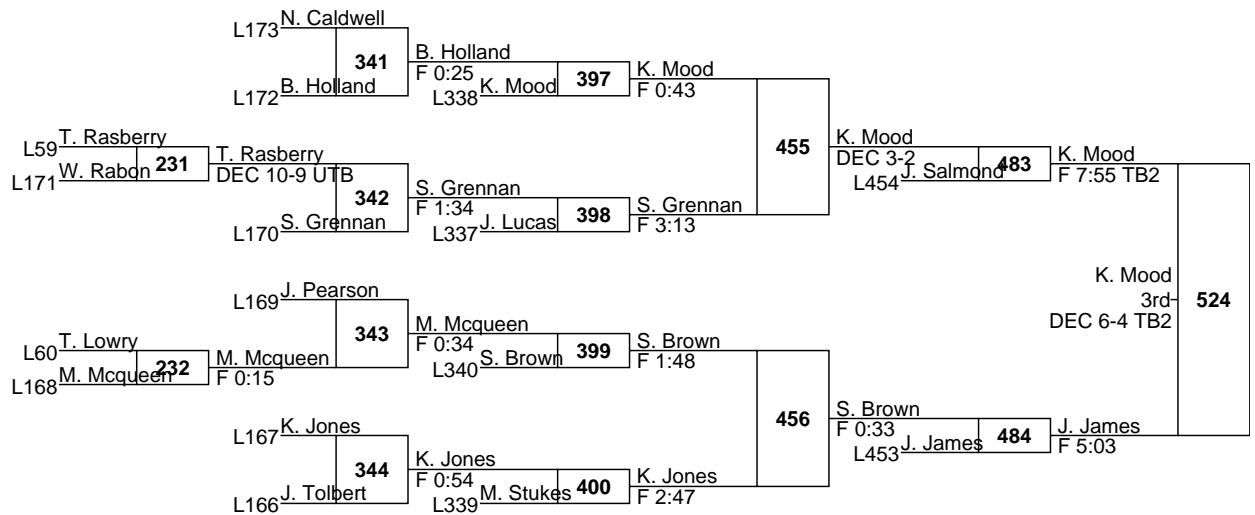 L173 N. Caldwell
341
B. Holland
F 0:25
L172 B. Holland
L338 K. Mood
397
K. Mood
F 0:43
L59 T. Rasberry
231
L171 W. Rabon
T. Rasberry
DEC 10-9 UTB
342
L170 S. Grennan
S. Grennan
F 1:34
L337 J. Lucas
398
S. Grennan
F 3:13
455
K. Mood
DEC 3-2
L454 J. Salmond
483
K. Mood
F 7:55 TB2
L169 J. Pearson
343
L60 T. Lowry
232
L168 M. Mcqueen
M. Mcqueen
F 0:15
M. Mcqueen
F 0:34
L340 S. Brown
399
S. Brown
F 1:48
L167 K. Jones
344
L166 J. Tolbert
K. Jones
F 0:54
L339 M. Stukes
400
K. Jones
F 2:47
456
S. Brown
F 0:33
L453 J. James
484
J. James
F 5:03
K. Mood
3rd
DEC 6-4 TB2
524